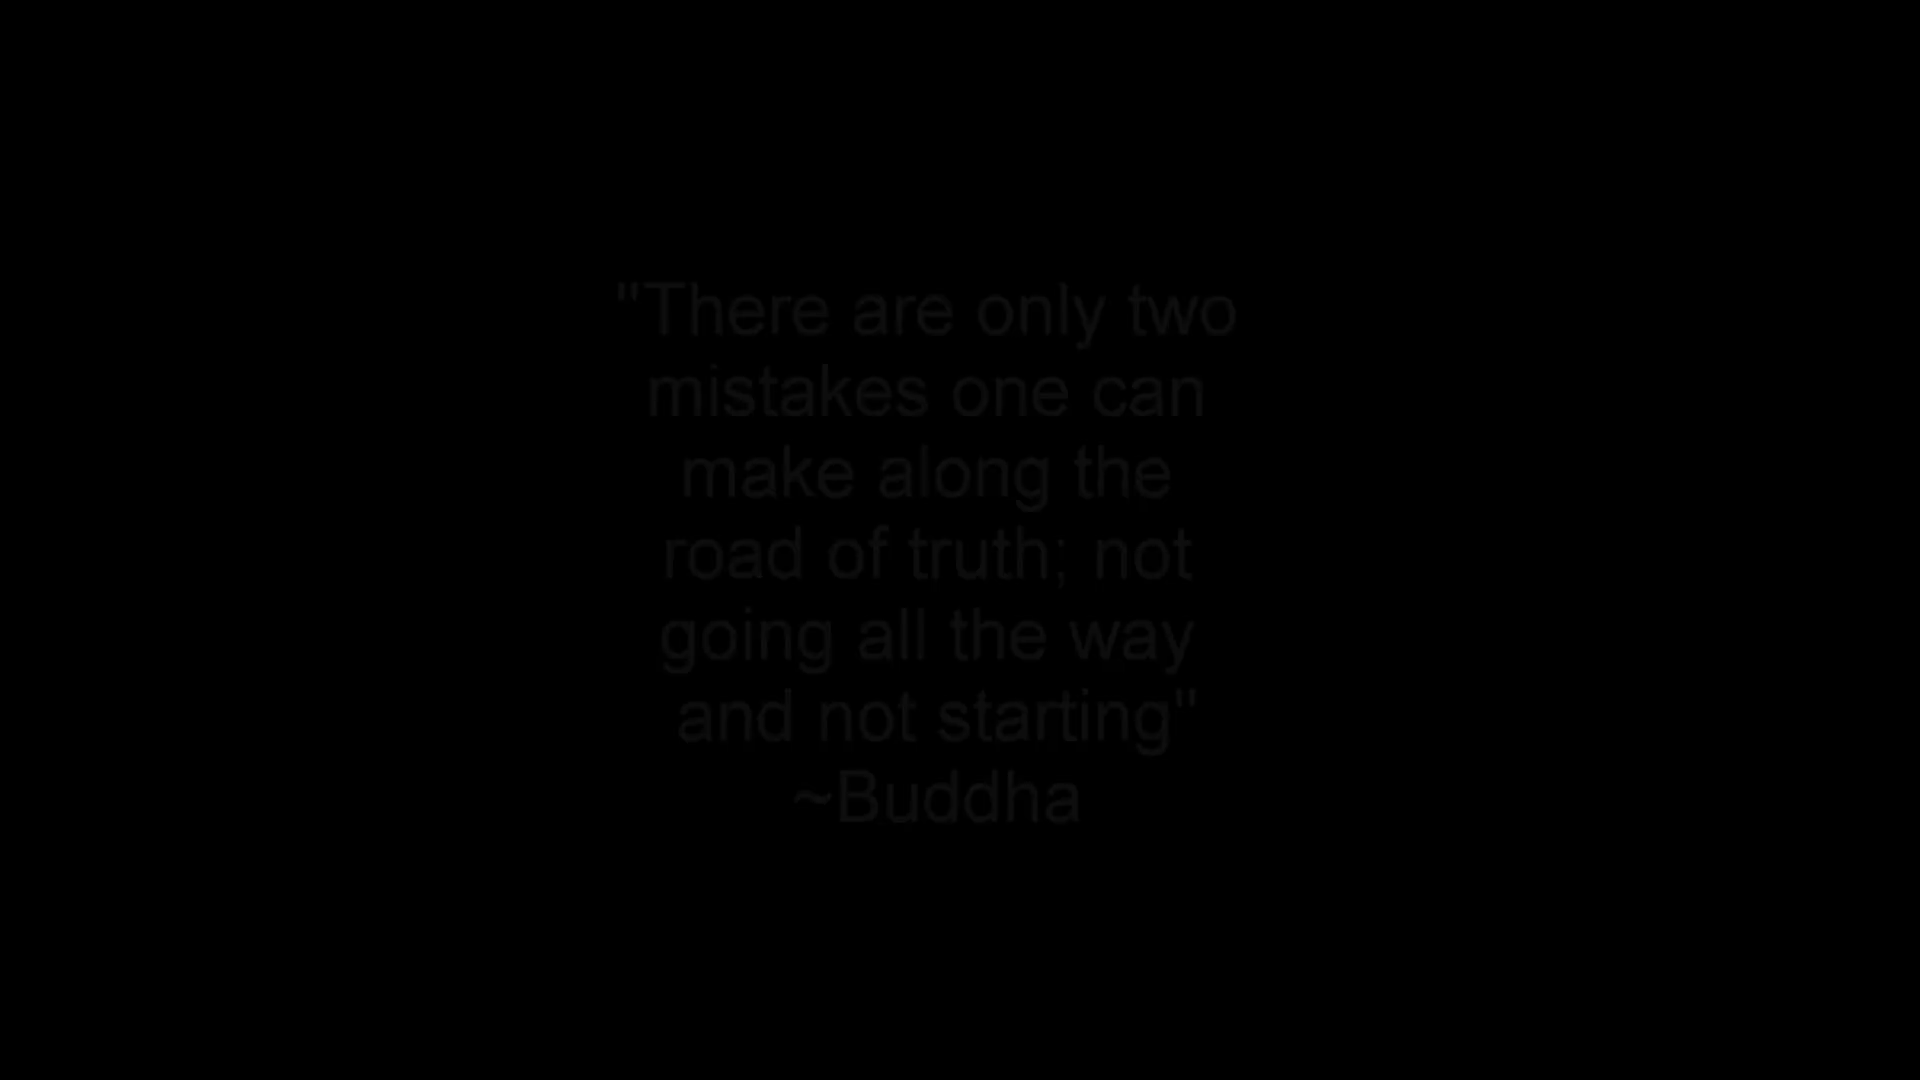 "There are only two
mistakes one can
make along the
road of truth; not
going all the way
and not starting"
~Buddha